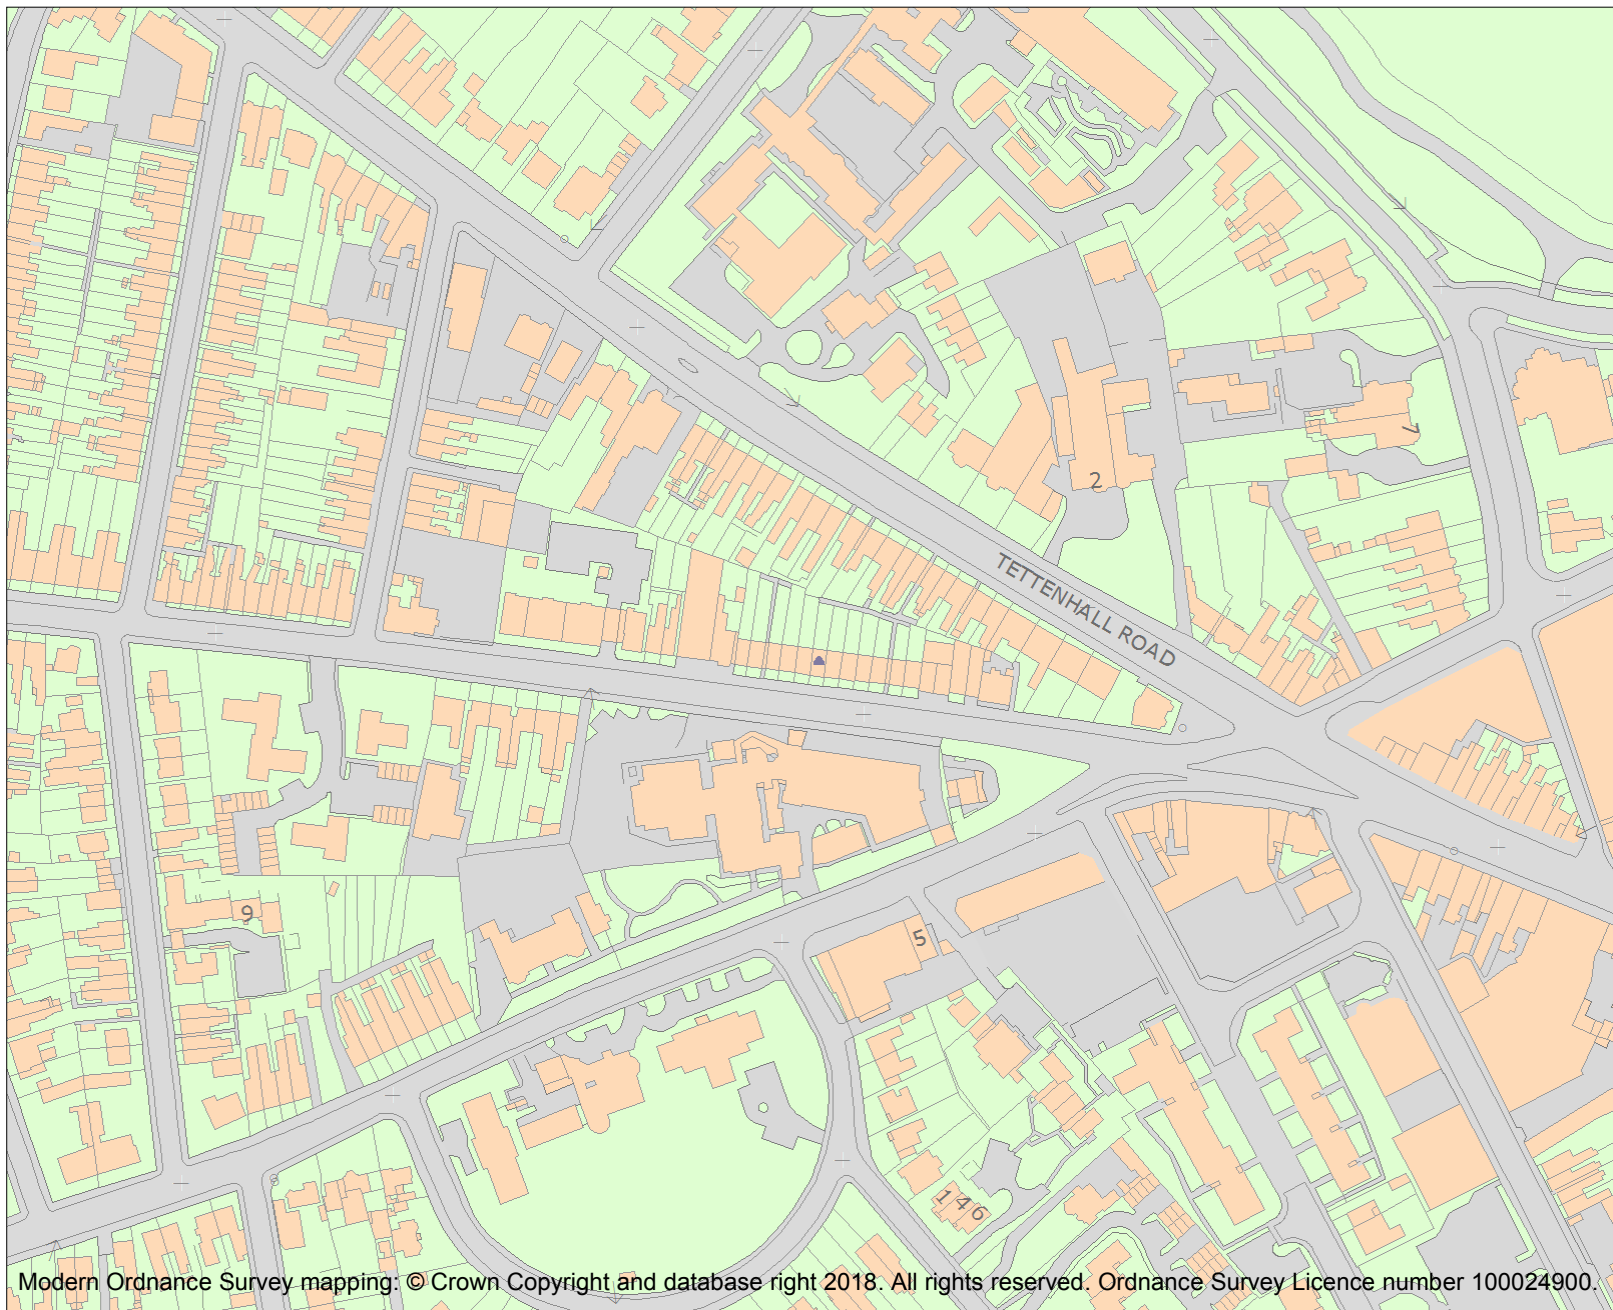 7
2
TETTENHALL ROAD
9
5
146
Modern Ordnance Survey mapping: © Crown Copyright and database right 2018. All rights reserved. Ordnance Survey Licence number 100024900.